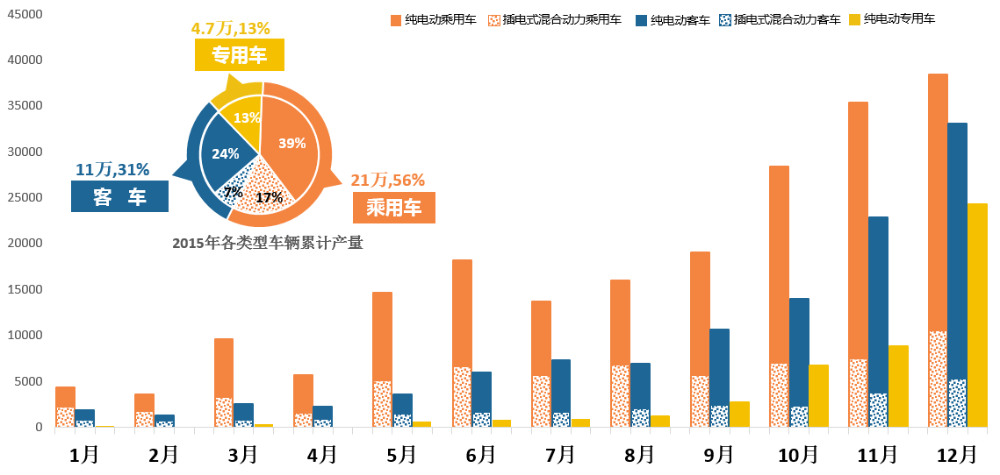 45000
40000
35000
30000
25000
20000
15000
10000
5000
0
纯电动乘用车 插电式混合动力乘用车 纯电动客车 插电式混合动力客车 纯电动专用车
4.7万,13%
专用车
13%
39%
24%
7%
17%
11万,31%
客 车
21万,56%
乘用车
2015年各类型车辆累计产量
1月 2月 3月 4月 5月 6月 7月 8月 9月 10月 11月 12月